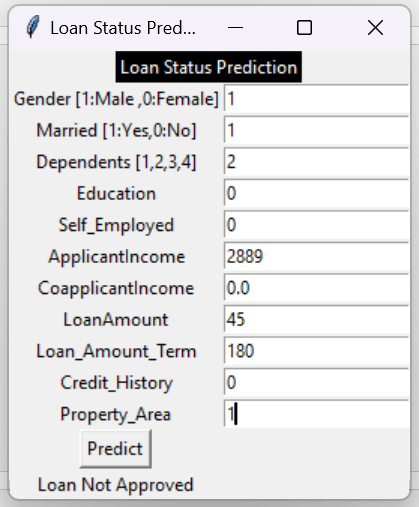 Loan Status Pred...
Loan Status Prediction
Gender [1:Male ,0:Female] 1
Married [1:Yes,0:No] 1
Dependents [1,2,3,4] 2
Education 0
Self_Employed 0
ApplicantIncome 2889
CoapplicantIncome 0.0
LoanAmount 45
Loan_Amount_Term 180
Credit_History 0
Property_Area 1
Predict
Loan Not Approved